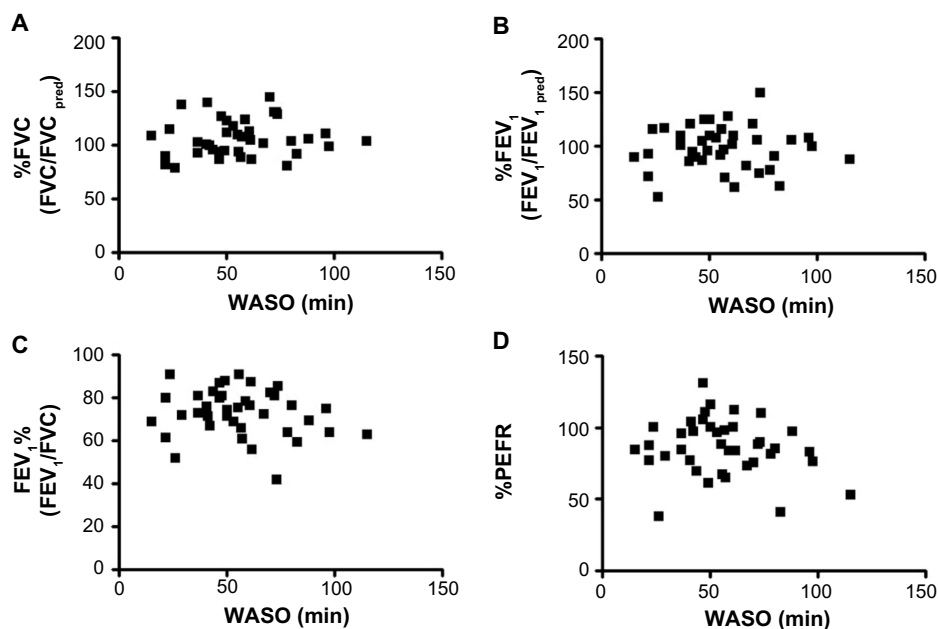 A
%FVC
(FVC/FVC pred)
200
150
100
50
0
0 50 100 150
WASO (min)
B
%FEV1
(FEV1/FEV1 pred)
200
150
100
50
0
0 50 100 150
WASO (min)
C
FEV1%
(FEV1/FVC)
100
80
60
40
20
0
0 50 100 150
WASO (min)
D
%PEFR
150
100
50
0
0 50 100 150
WASO (min)